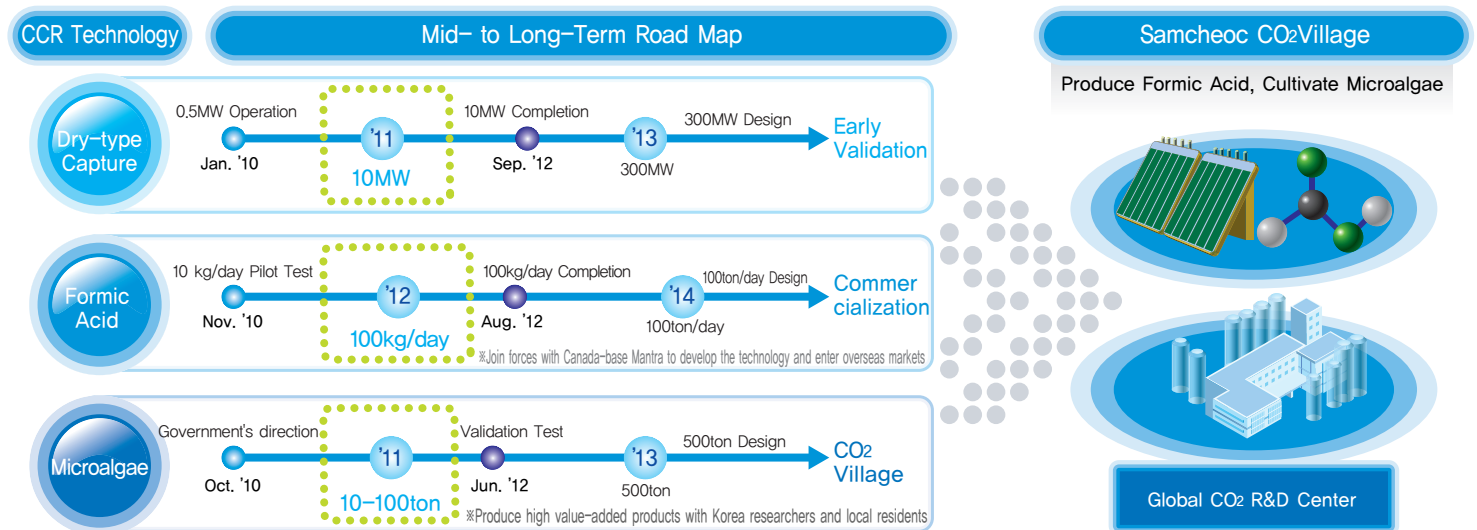 CCR Technology
Mid- to Long-Term Road Map
Samcheoc CO2Village
Produce Formic Acid, Cultivate Microalgae
Dry-type
Capture
0.5MW Operation
Jan. '10
'11
10MW
10MW Completion
Sep. '12
'13
300MW
300MW Design
Early
Validation
Formic
Acid
10 kg/day Pilot Test
Nov. '10
'12
100kg/day
100kg/day Completion
Aug. '12
'14
100ton/day
100ton/day Design
Commer
cialization
※Join forces with Canada-base Mantra to develop the technology and enter overseas markets
Microalgae
Government's direction
Oct. '10
'11
10-100ton
Validation Test
Jun. '12
'13
500ton
500ton Design
CO2
Village
※Produce high value-added products with Korea researchers and local residents
Global CO2 R&D Center